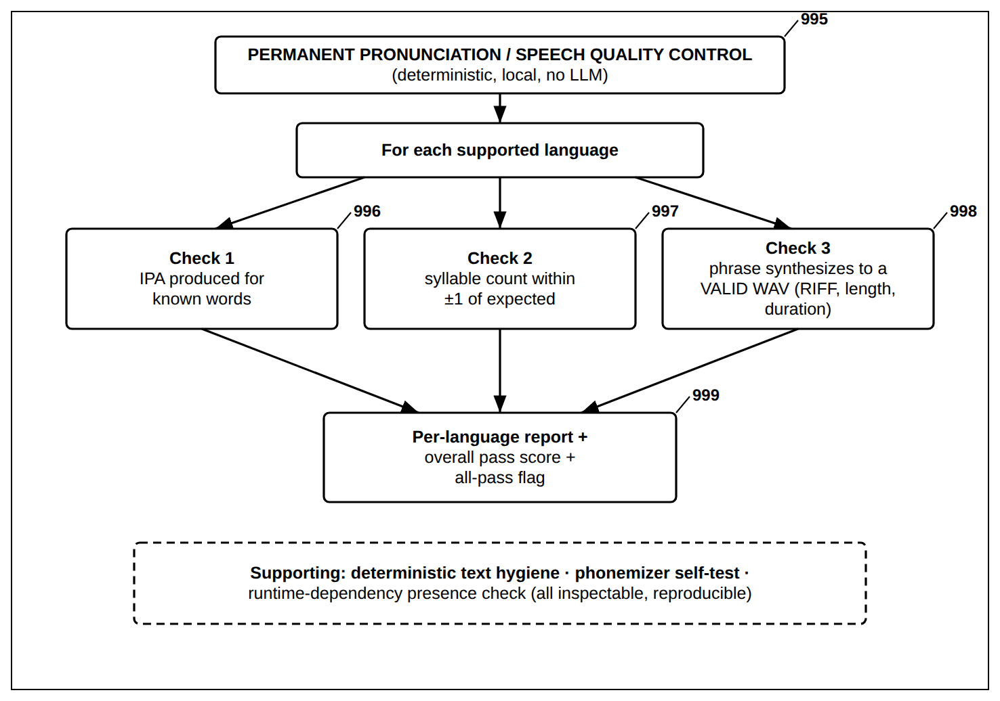 995
PERMANENT PRONUNCIATION / SPEECH QUALITY CONTROL
(deterministic, local, no LLM)
For each supported language
996
997
998
Check 1
IPA produced for
known words
Check 2
syllable count within
±1 of expected
Check 3
phrase synthesizes to a
VALID WAV (RIFF, length,
duration)
999
Per-language report +
overall pass score +
all-pass flag
Supporting: deterministic text hygiene · phonemizer self-test ·
runtime-dependency presence check (all inspectable, reproducible)